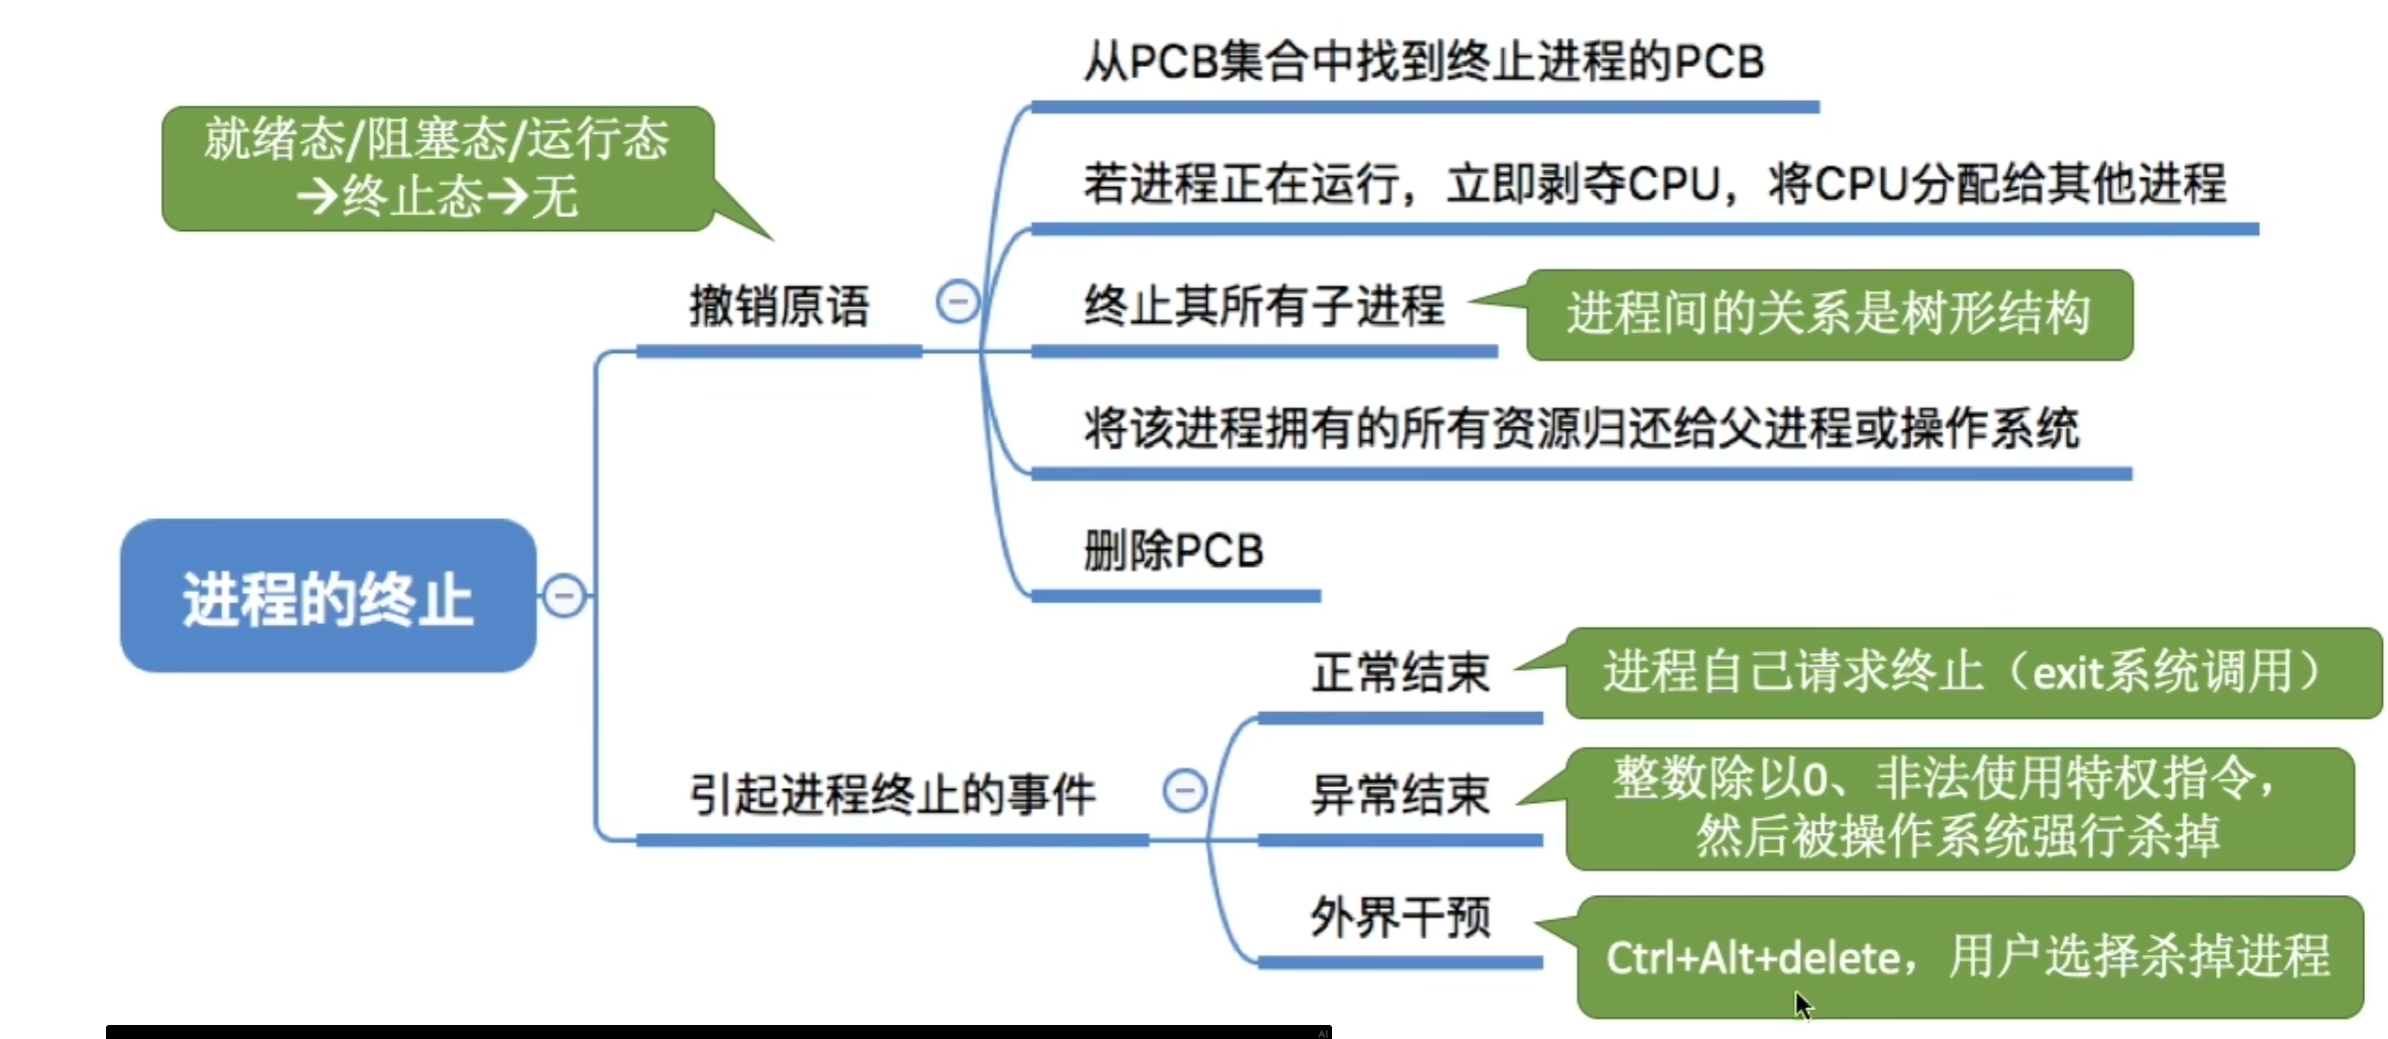 从PCB集合中找到终止进程的PCB
就绪态/阻塞态/运行态
→终止态→无
若进程正在运行，立即剥夺CPU，将CPU分配给其他进程
撤销原语
终止其所有子进程
进程间的关系是树形结构
将该进程拥有的所有资源归还给父进程或操作系统
删除PCB
进程的终止
正常结束
进程自己请求终止（exit系统调用）
引起进程终止的事件
异常结束
整数除以0、非法使用特权指令，
然后被操作系统强行杀掉
外界干预
Ctrl+Alt+delete，用户选择杀掉进程
AI